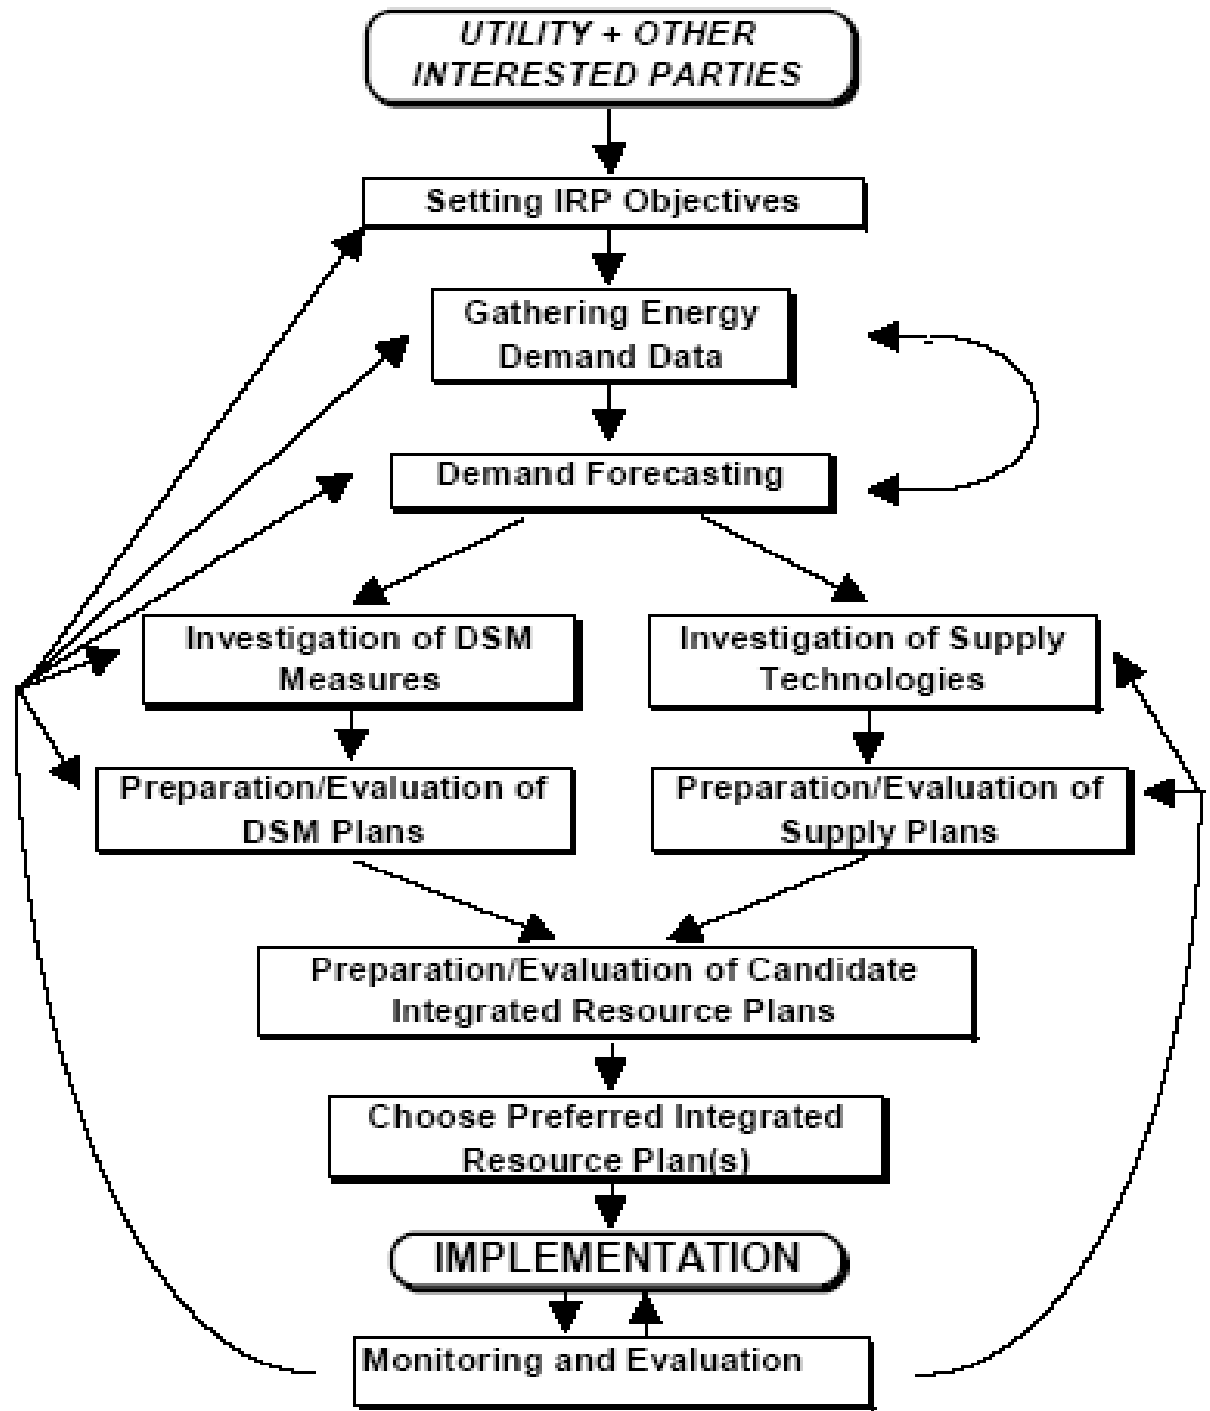 UTILITY + OTHER
INTERESTED PARTIES
Setting IRP Objectives
Gathering Energy
Demand Data
Demand Forecasting
Investigation of DSM
Measures
Investigation of Supply
Technologies
Preparation/Evaluation of
DSM Plans
Preparation/Evaluation of
Supply Plans
Preparation/Evaluation of Candidate
Integrated Resource Plans
Choose Preferred Integrated
Resource Plan(s)
IMPLEMENTATION
Monitoring and Evaluation